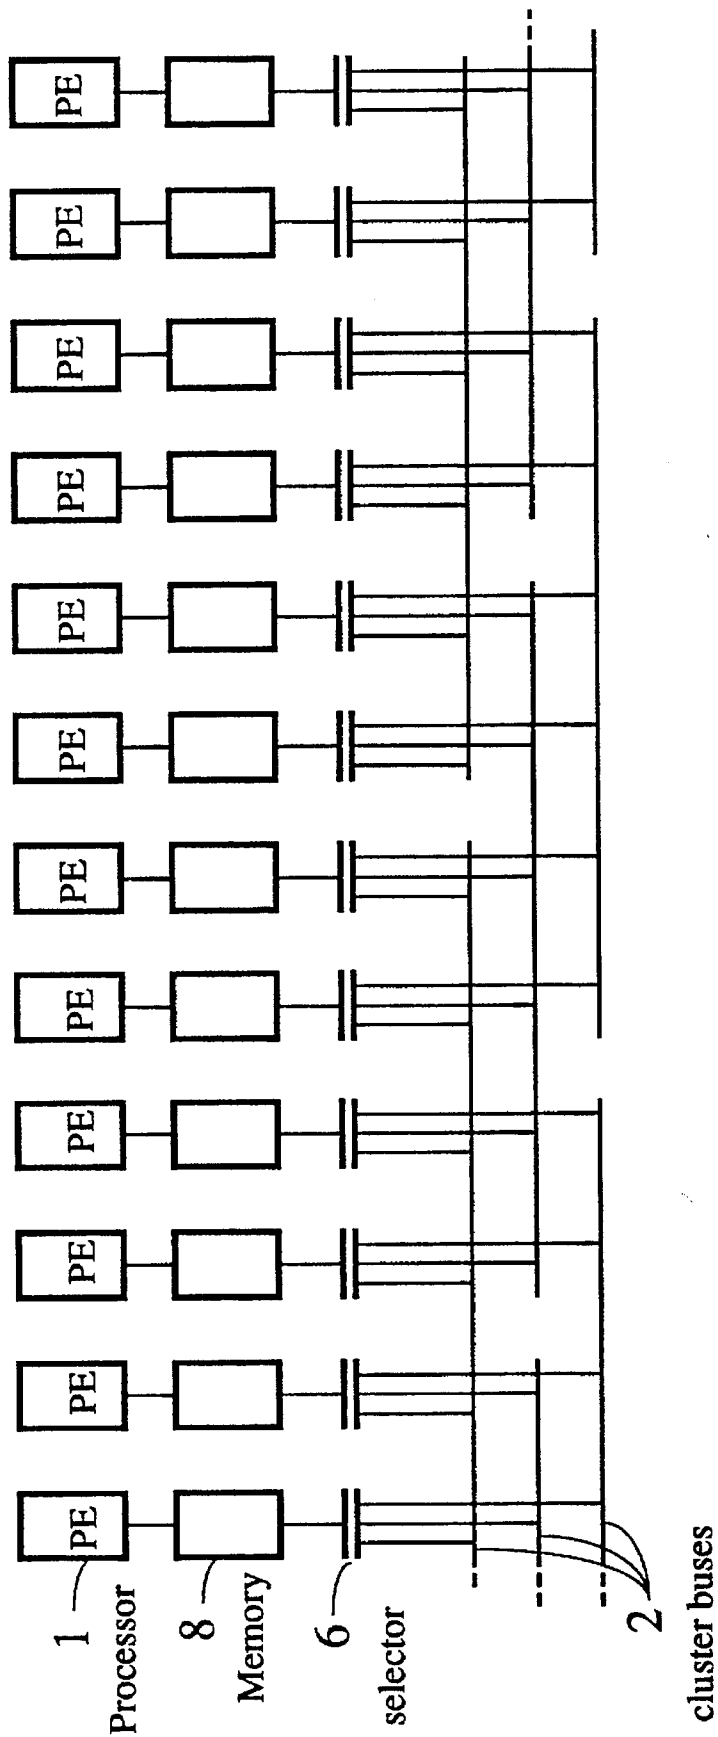 PE PE PE PE PE PE PE PE PE PE PE PE
1
Processor
8
Memory
6
selector
2
cluster buses